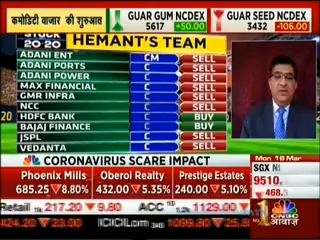 कमोडिटी बाजार की शुरुआत
GUAR GUM NCDEX
5617 +50.00
GUAR SEED NCDEX
3432 -106.00
STOCK 20-20
HEMANT'S TEAM
ADANI ENT CM SELL
ADANI PORTS C SELL
ADANI POWER C SELL
MAX FINANCIAL C SELL
GMR INFRA C SELL
NCC C SELL
HDFC BANK C BUY
BAJAJ FINANCE C BUY
JSPL C SELL
VEDANTA C SELL
CORONAVIRUS SCARE IMPACT
Mon, 16 Mar
Phoenix Mills
685.25 8.80%
Oberoi Realty
432.00 5.35%
Prestige Estates
240.00 5.10%
SGX NI
9510.
468.5
Retail 217.20 9.80
AC 1129.00
CNBC
आवाज़